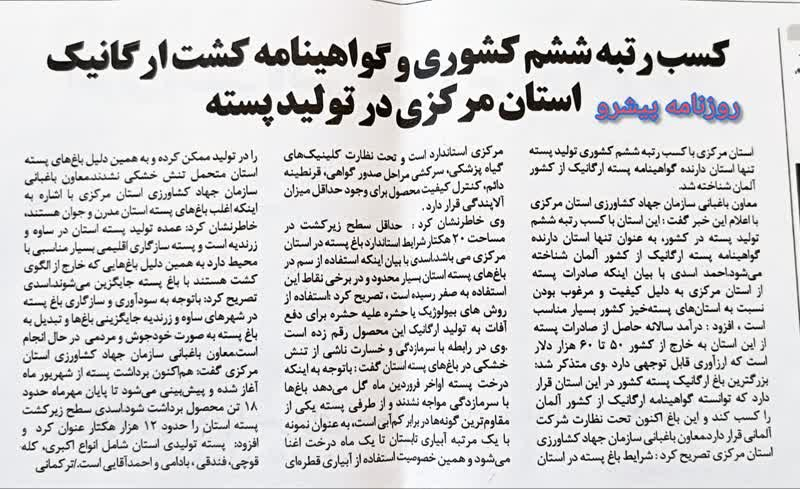 کسب رتبه ششم کشوری و گواهینامه کشت ارگانیک
استان مرکزی در تولید پسته
روزنامه پیشرو
استان مرکزی با کسب رتبه ششم کشوری تولید پسته
تنها استان دارنده گواهینامه پسته ارگانیک از کشور
آلمان شناخته شد.
معاون باغبانی سازمان جهاد کشاورزی استان مرکزی
با اعلام این خبر گفت : این استان با کسب رتبه ششم
تولید پسته در کشور، به عنوان تنها استان دارنده
گواهینامه پسته ارگانیک از کشور آلمان شناخته
می‌شود.احمد اسدی با بیان اینکه صادرات پسته
از استان مرکزی به دلیل کیفیت و مرغوب بودن
نسبت به استان‌های پسته‌خیز کشور بسیار مناسب
است ، افزود : درآمد سالانه حاصل از صادرات پسته
از این استان به خارج از کشور ۵۰ تا ۶۰ هزار دلار
است که ارزآوری قابل توجهی دارد .وی متذکر شد:
بزرگترین باغ ارگانیک پسته کشور در این استان قرار
دارد که توانسته گواهینامه ارگانیک از کشور آلمان
را کسب کند و این باغ اکنون تحت نظارت شرکت
آلمانی قرار دارد.معاون باغبانی سازمان جهاد کشاورزی
استان مرکزی تصریح کرد : شرایط باغ پسته در استان
مرکزی استاندارد است و تحت نظارت کلینیک‌های
گیاه پزشکی، سرکشی مراحل صدور گواهی، قرنطینه
دائم، کنترل کیفیت محصول برای وجود حداقل میزان
آلایندگی قرار دارد .
وی خاطرنشان کرد : حداقل سطح زیرکشت در
مساحت ۲۰ هکتار شرایط استاندارد باغ پسته در استان
مرکزی می باشد.اسدی با بیان اینکه استفاده از سم در
باغ‌های پسته استان بسیار محدود و در برخی نقاط این
استفاده به صفر رسیده است ، تصریح کرد :استفاده از
روش های بیولوژیک یا حشره علیه حشره برای دفع
آفات به تولید ارگانیک این محصول رقم زده است
.وی در رابطه با سرمازدگی و خسارت ناشی از تنش
خشکی در باغ‌های پسته استان گفت : باتوجه به اینکه
درخت پسته اواخر فروردین ماه گل می‌دهد باغ‌ها
با سرمازدگی مواجه نشدند و از طرفی پسته یکی از
مقاوم‌ترین گونه‌ها در برابر کم‌آبی است، به عنوان نمونه
با یک مرتبه آبیاری تابستان تا یک ماه درخت اغنا
می‌شود و همین خصوصیت استفاده از آبیاری قطره‌ای
را در تولید ممکن کرده و به همین دلیل باغ‌های پسته
استان متحمل تنش خشکی نشدند.معاون باغبانی
سازمان جهاد کشاورزی استان مرکزی با اشاره به
اینکه اغلب باغ‌های پسته استان مدرن و جوان هستند،
خاطرنشان کرد: عمده تولید پسته استان در ساوه و
زرندیه است و پسته سازگاری اقلیمی بسیار مناسبی با
محیط دارد به همین دلیل باغ‌هایی که خارج از الگوی
کشت هستند با باغ پسته جایگزین می‌شوند.اسدی
تصریح کرد: باتوجه به سودآوری و سازگاری باغ پسته
در شهرهای ساوه و زرندیه جایگزینی باغ‌ها و تبدیل به
باغ پسته به صورت خودجوش و مردمی در حال انجام
است.معاون باغبانی سازمان جهاد کشاورزی استان
مرکزی گفت: هم‌اکنون برداشت پسته از شهریور ماه
آغاز شده و پیش‌بینی می‌شود تا پایان مهرماه حدود
۱۸ تن محصول برداشت شود.اسدی سطح زیرکشت
پسته استان را حدود ۱۲ هزار هکتار عنوان کرد و
افزود: پسته تولیدی استان شامل انواع اکبری، کله
قوچی، فندقی ، بادامی و احمدآقایی است./ترکمانی